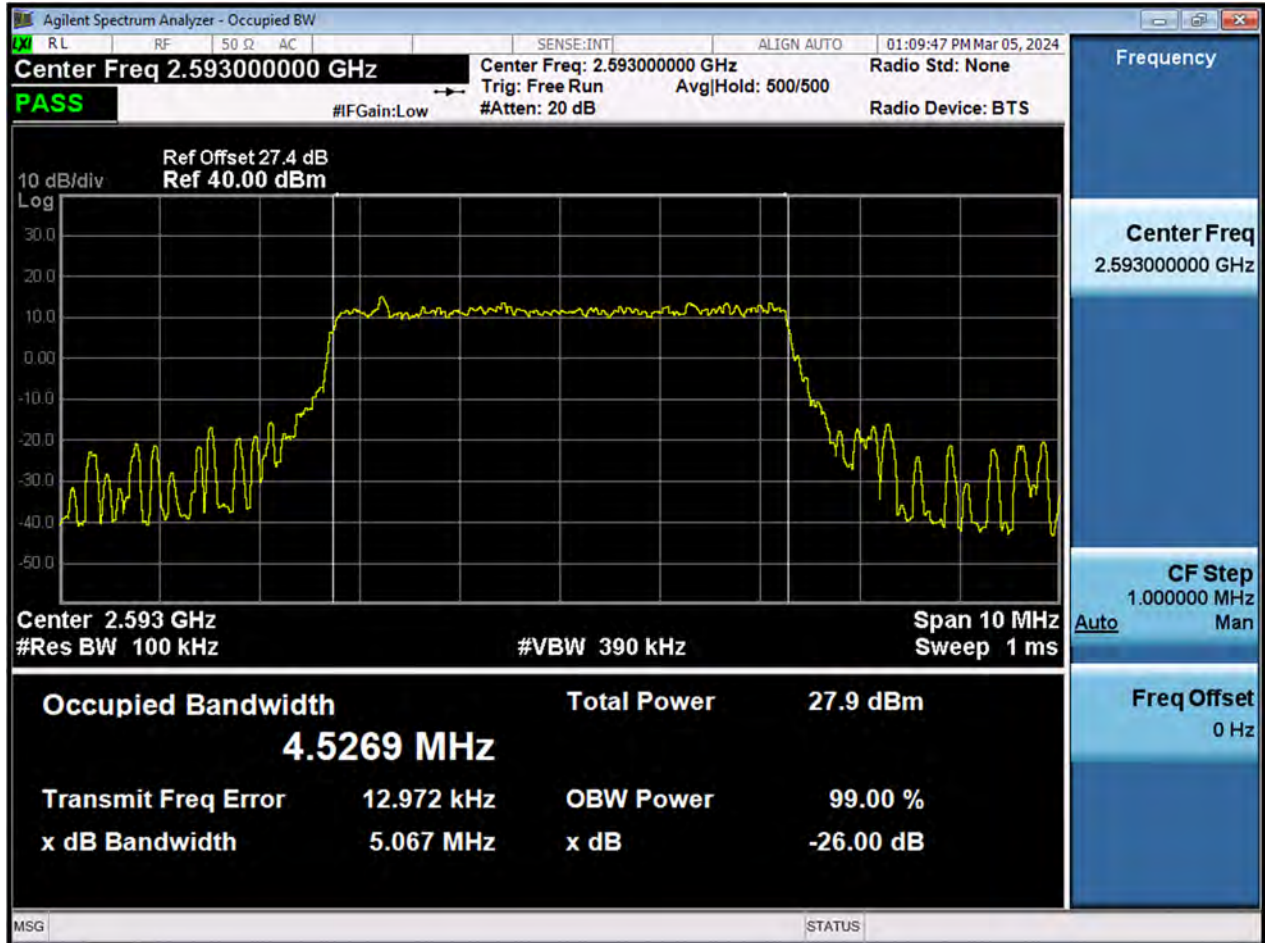 Agilent Spectrum Analyzer - Occupied BW
LXI RL RF 50 Ω AC SENSE:INT ALIGN AUTO 01:09:47 PM Mar 05, 2024
Center Freq 2.593000000 GHz
Center Freq: 2.593000000 GHz Radio Std: None
Trig: Free Run Avg|Hold: 500/500
PASS
#IFGain:Low #Atten: 20 dB Radio Device: BTS
Ref Offset 27.4 dB
10 dB/div Ref 40.00 dBm
Log
30.0
20.0
10.0
0.00
-10.0
-20.0
-30.0
-40.0
-50.0
Center 2.593 GHz Span 10 MHz
#Res BW 100 kHz #VBW 390 kHz Sweep 1 ms
Occupied Bandwidth Total Power 27.9 dBm
4.5269 MHz
Transmit Freq Error 12.972 kHz OBW Power 99.00 %
x dB Bandwidth 5.067 MHz x dB -26.00 dB
MSG STATUS
Frequency
Center Freq
2.593000000 GHz
CF Step
1.000000 MHz
Auto Man
Freq Offset
0 Hz